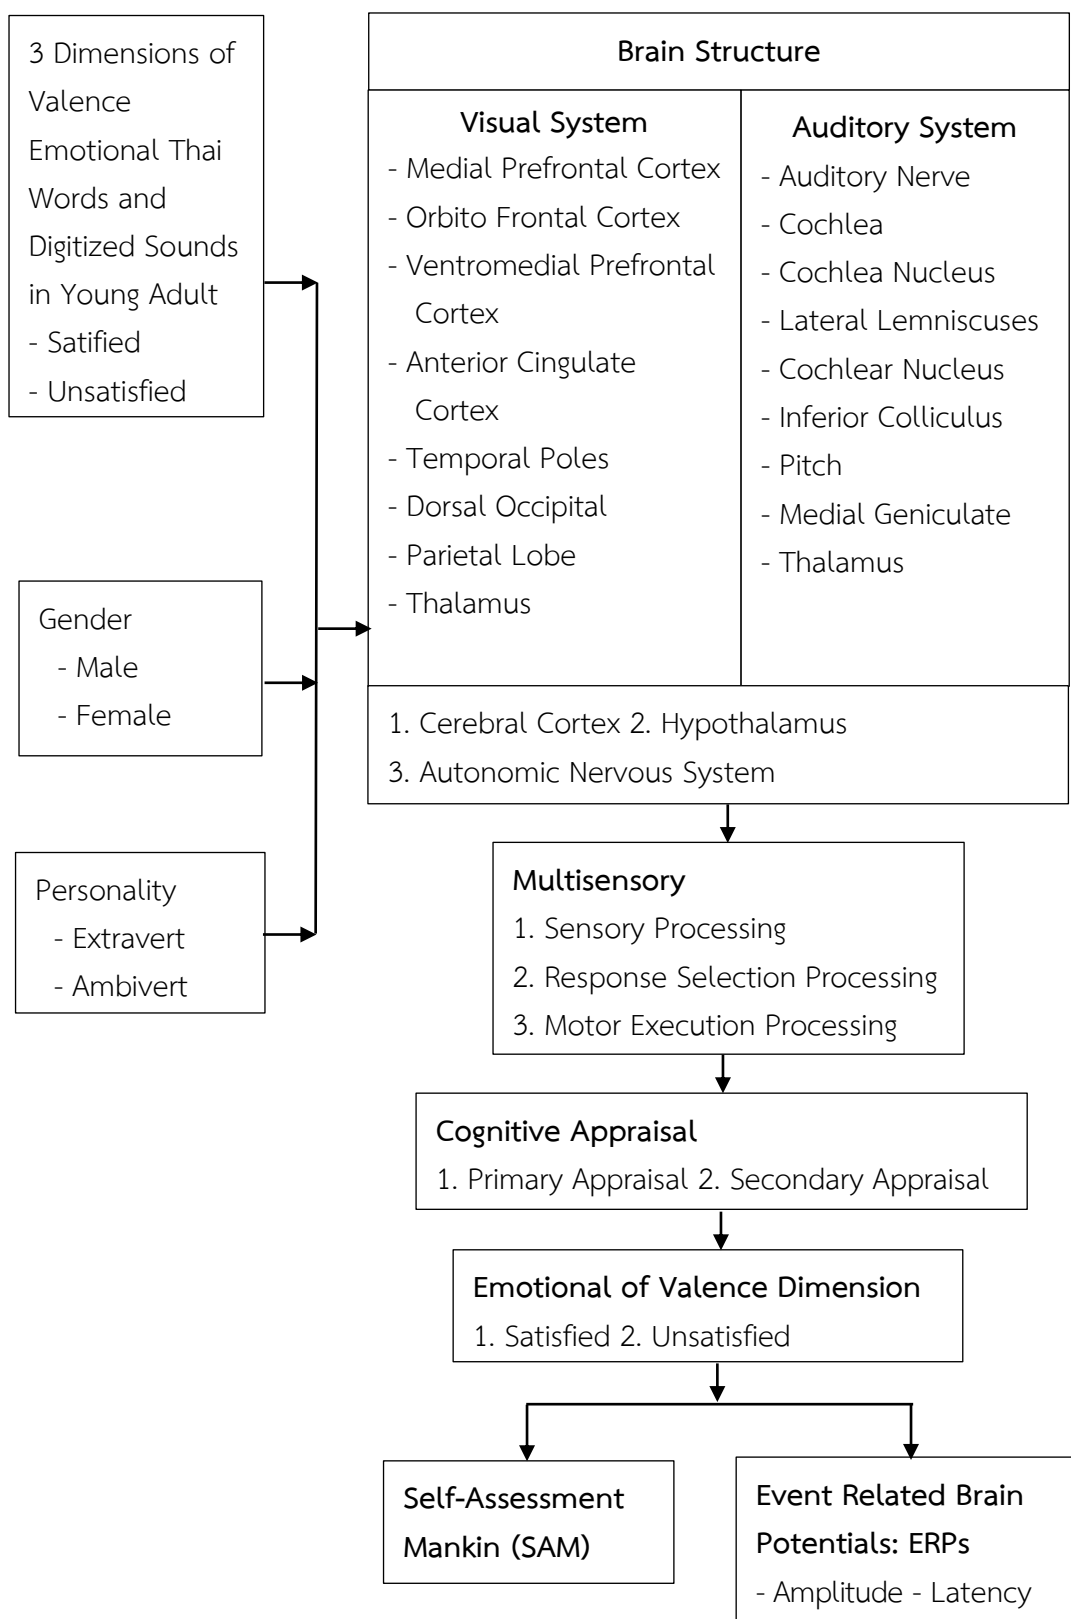 3 Dimensions of
Valence
Emotional Thai
Words and
Digitized Sounds
in Young Adult
- Satified
- Unsatisfied
Gender
- Male
- Female
Personality
- Extravert
- Ambivert
Brain Structure
Visual System
- Medial Prefrontal Cortex
- Orbito Frontal Cortex
- Ventromedial Prefrontal
Cortex
- Anterior Cingulate
Cortex
- Temporal Poles
- Dorsal Occipital
- Parietal Lobe
- Thalamus
Auditory System
- Auditory Nerve
- Cochlea
- Cochlea Nucleus
- Lateral Lemniscuses
- Cochlear Nucleus
- Inferior Colliculus
- Pitch
- Medial Geniculate
- Thalamus
1. Cerebral Cortex 2. Hypothalamus
3. Autonomic Nervous System
Multisensory
1. Sensory Processing
2. Response Selection Processing
3. Motor Execution Processing
Cognitive Appraisal
1. Primary Appraisal 2. Secondary Appraisal
Emotional of Valence Dimension
1. Satisfied 2. Unsatisfied
Self-Assessment
Mankin (SAM)
Event Related Brain
Potentials: ERPs
- Amplitude - Latency